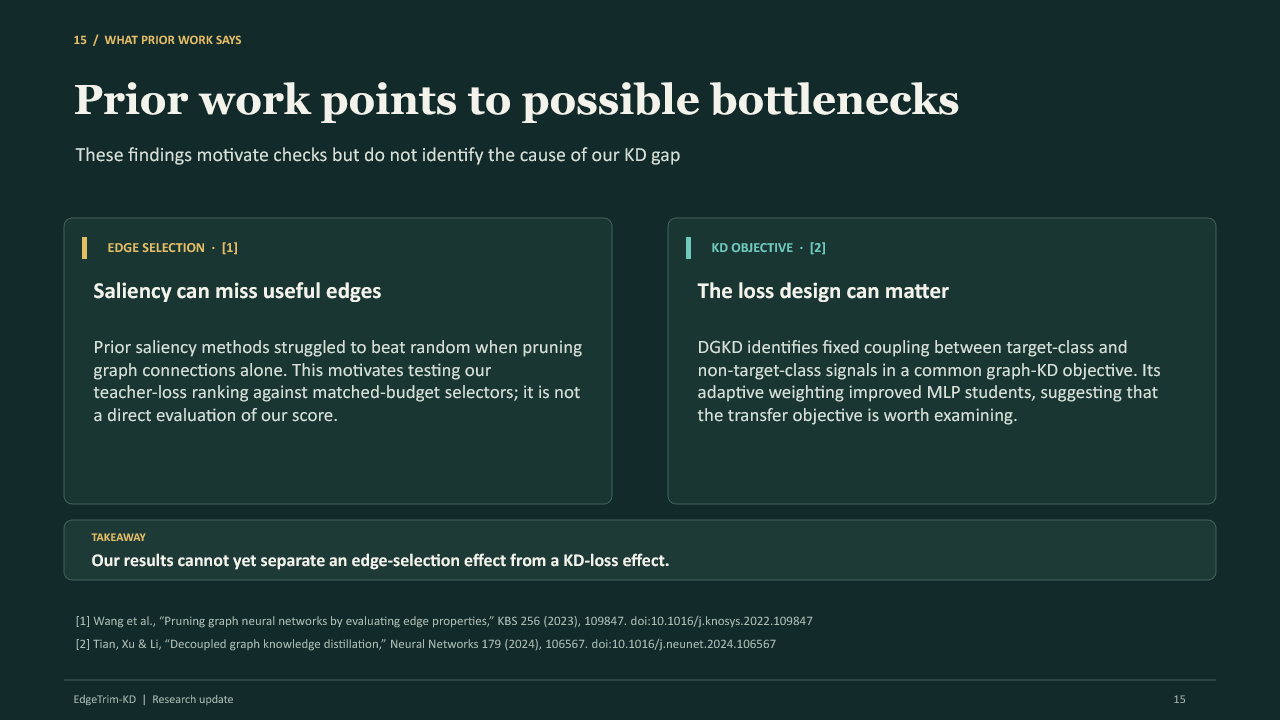 15 / WHAT PRIOR WORK SAYS
Prior work points to possible bottlenecks
These findings motivate checks but do not identify the cause of our KD gap
EDGE SELECTION · [1]
Saliency can miss useful edges
Prior saliency methods struggled to beat random when pruning
graph connections alone. This motivates testing our
teacher-loss ranking against matched-budget selectors; it is not
a direct evaluation of our score.
KD OBJECTIVE · [2]
The loss design can matter
DGKD identifies fixed coupling between target-class and
non-target-class signals in a common graph-KD objective. Its
adaptive weighting improved MLP students, suggesting that
the transfer objective is worth examining.
TAKEAWAY
Our results cannot yet separate an edge-selection effect from a KD-loss effect.
[1] Wang et al., “Pruning graph neural networks by evaluating edge properties,” KBS 256 (2023), 109847. doi:10.1016/j.knosys.2022.109847
[2] Tian, Xu & Li, “Decoupled graph knowledge distillation,” Neural Networks 179 (2024), 106567. doi:10.1016/j.neunet.2024.106567
EdgeTrim-KD | Research update
15